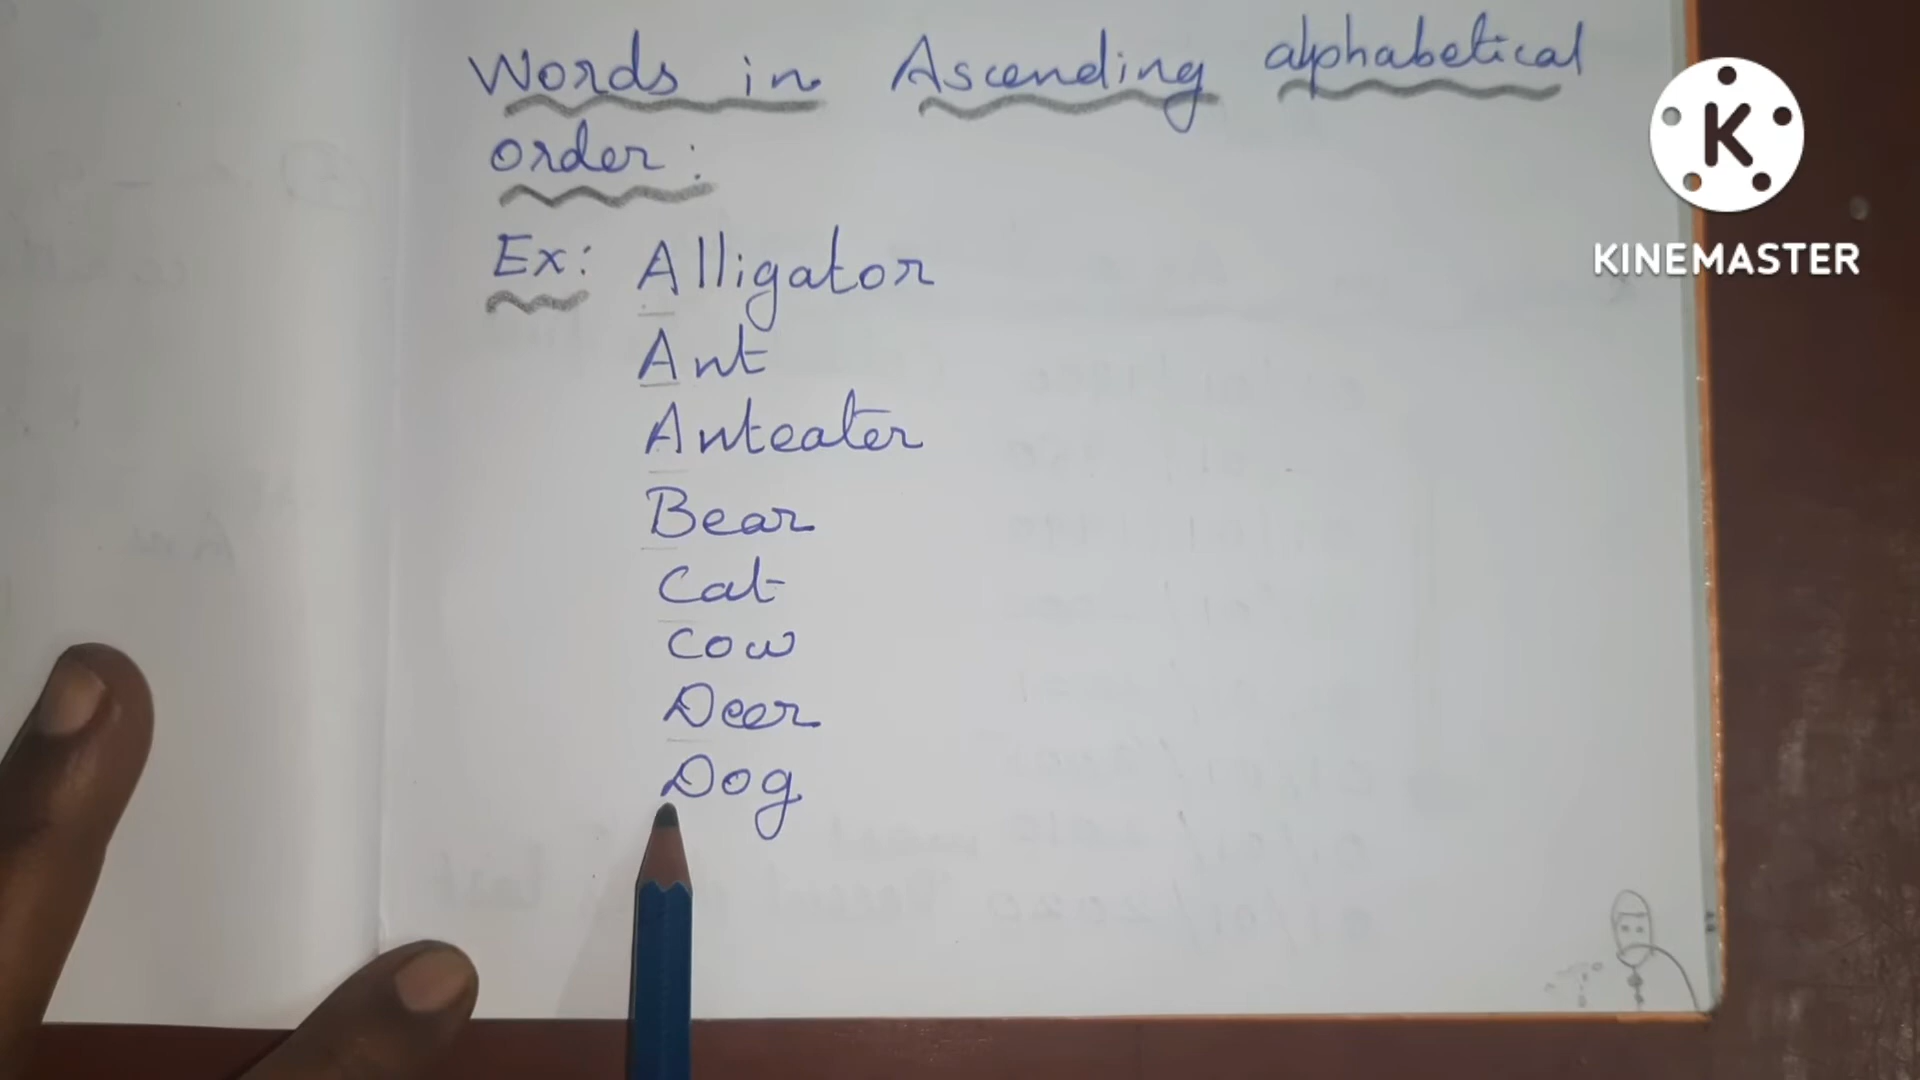 Words in Ascending alphabetical
order:
Ex: Alligator
Ant
Anteater
Bear
Cat
Cow
Deer
Dog
K
KINEMASTER